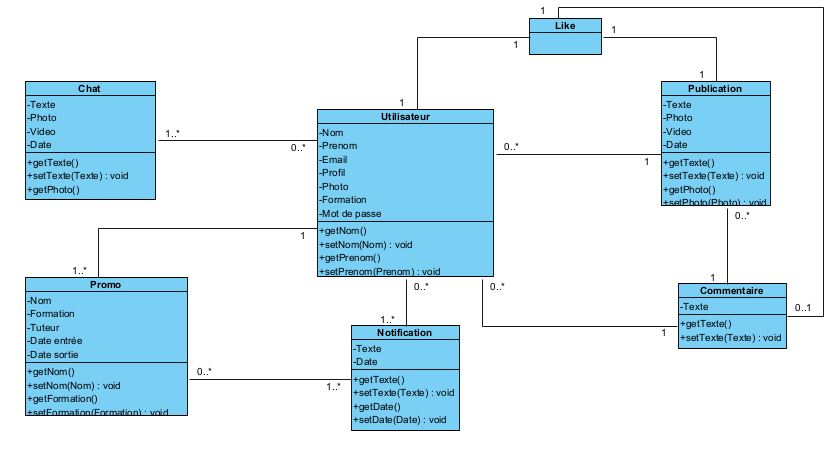 1
Like
1
1
Chat
-Texte
-Photo
-Video
-Date
+getTexte()
+setTexte(Texte) : void
+getPhoto()
1..*
0..*
1
Utilisateur
-Nom
-Prenom
-Email
-Profil
-Photo
-Formation
-Mot de passe
+getNom()
+setNom(Nom) : void
+getPrenom()
+setPrenom(Prenom) : void
0..*
1
1
Publication
-Texte
-Photo
-Video
-Date
+getTexte()
+setTexte(Texte) : void
+getPhoto()
+setPhoto(Photo) : void
0..*
1
1..*
Promo
-Nom
-Formation
-Tuteur
-Date entrée
-Date sortie
+getNom()
+setNom(Nom) : void
+getFormation()
+setFormation(Formation) : void
0..*
1..*
0..*
0..*
1..*
Notification
-Texte
-Date
+getTexte()
+setTexte(Texte) : void
+getDate()
+setDate(Date) : void
1
1
Commentaire
-Texte
+getTexte()
+setTexte(Texte) : void
0..1